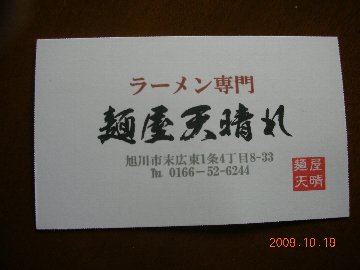 ラーメン専門
麺屋天晴れ
旭川市末広東1条4丁目8-33
℡ 0166-52-6244
麺屋
天晴
2009.10.19